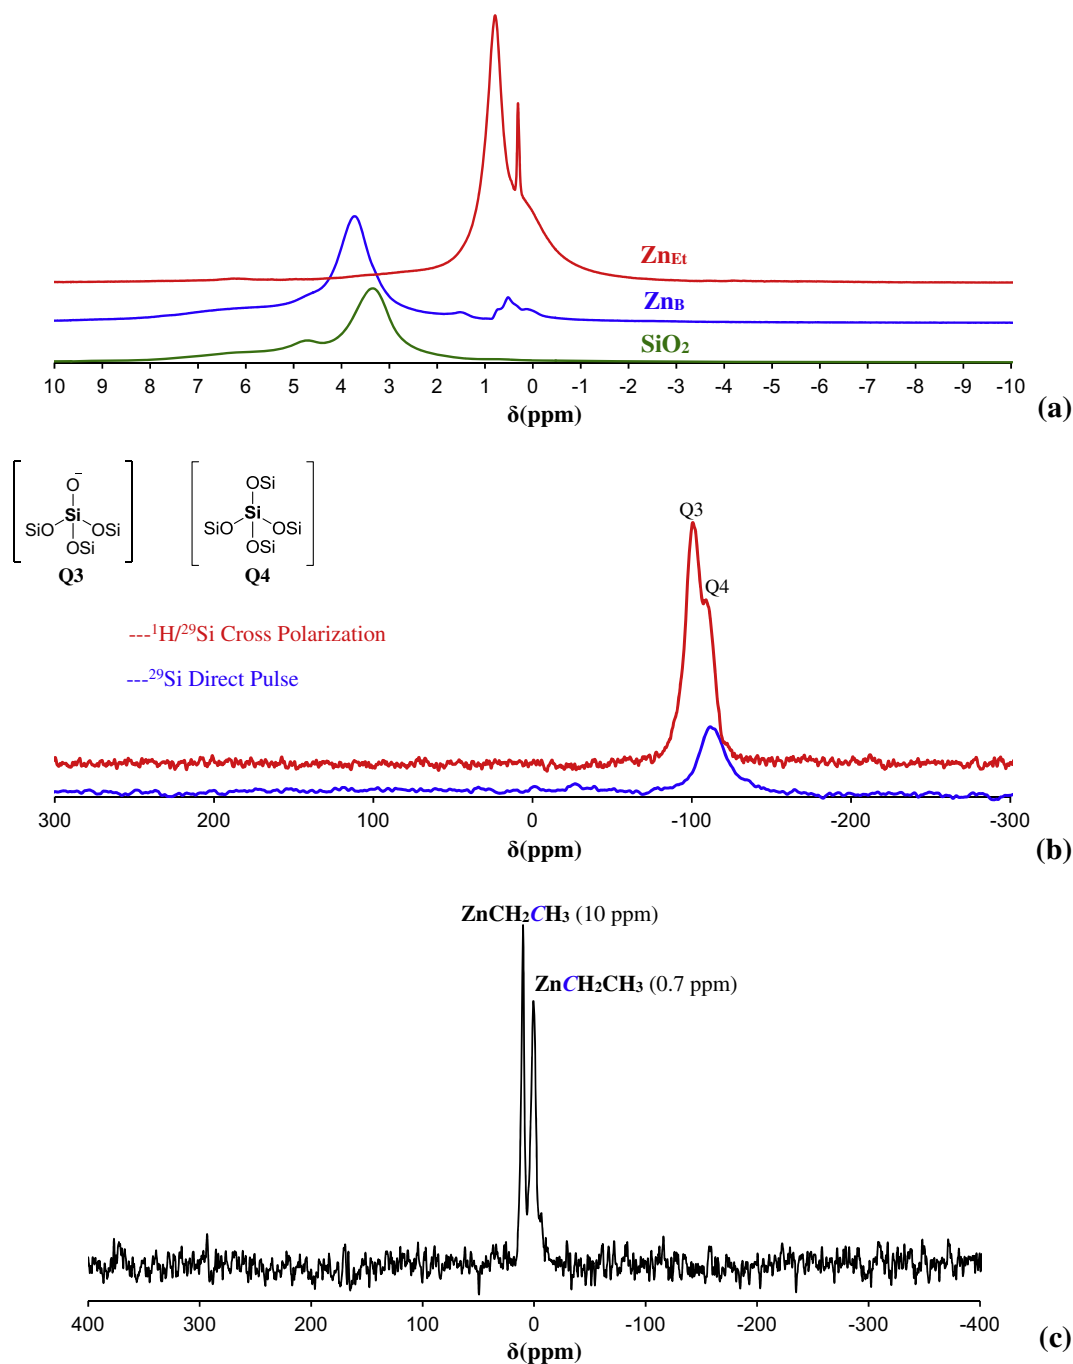 ZnEt
ZnB
SiO2
10 9 8 7 6 5 4 3 2 1 0 -1 -2 -3 -4 -5 -6 -7 -8 -9 -10
δ(ppm)
(a)
O−
SiO Si OSi
OSi
Q3
OSi
SiO Si OSi
OSi
Q4
Q3
Q4
---1H/29Si Cross Polarization
---29Si Direct Pulse
300 200 100 0 -100 -200 -300
δ(ppm)
(b)
ZnCH2CH3 (10 ppm)
ZnCH2CH3 (0.7 ppm)
400 300 200 100 0 -100 -200 -300 -400
δ(ppm)
(c)